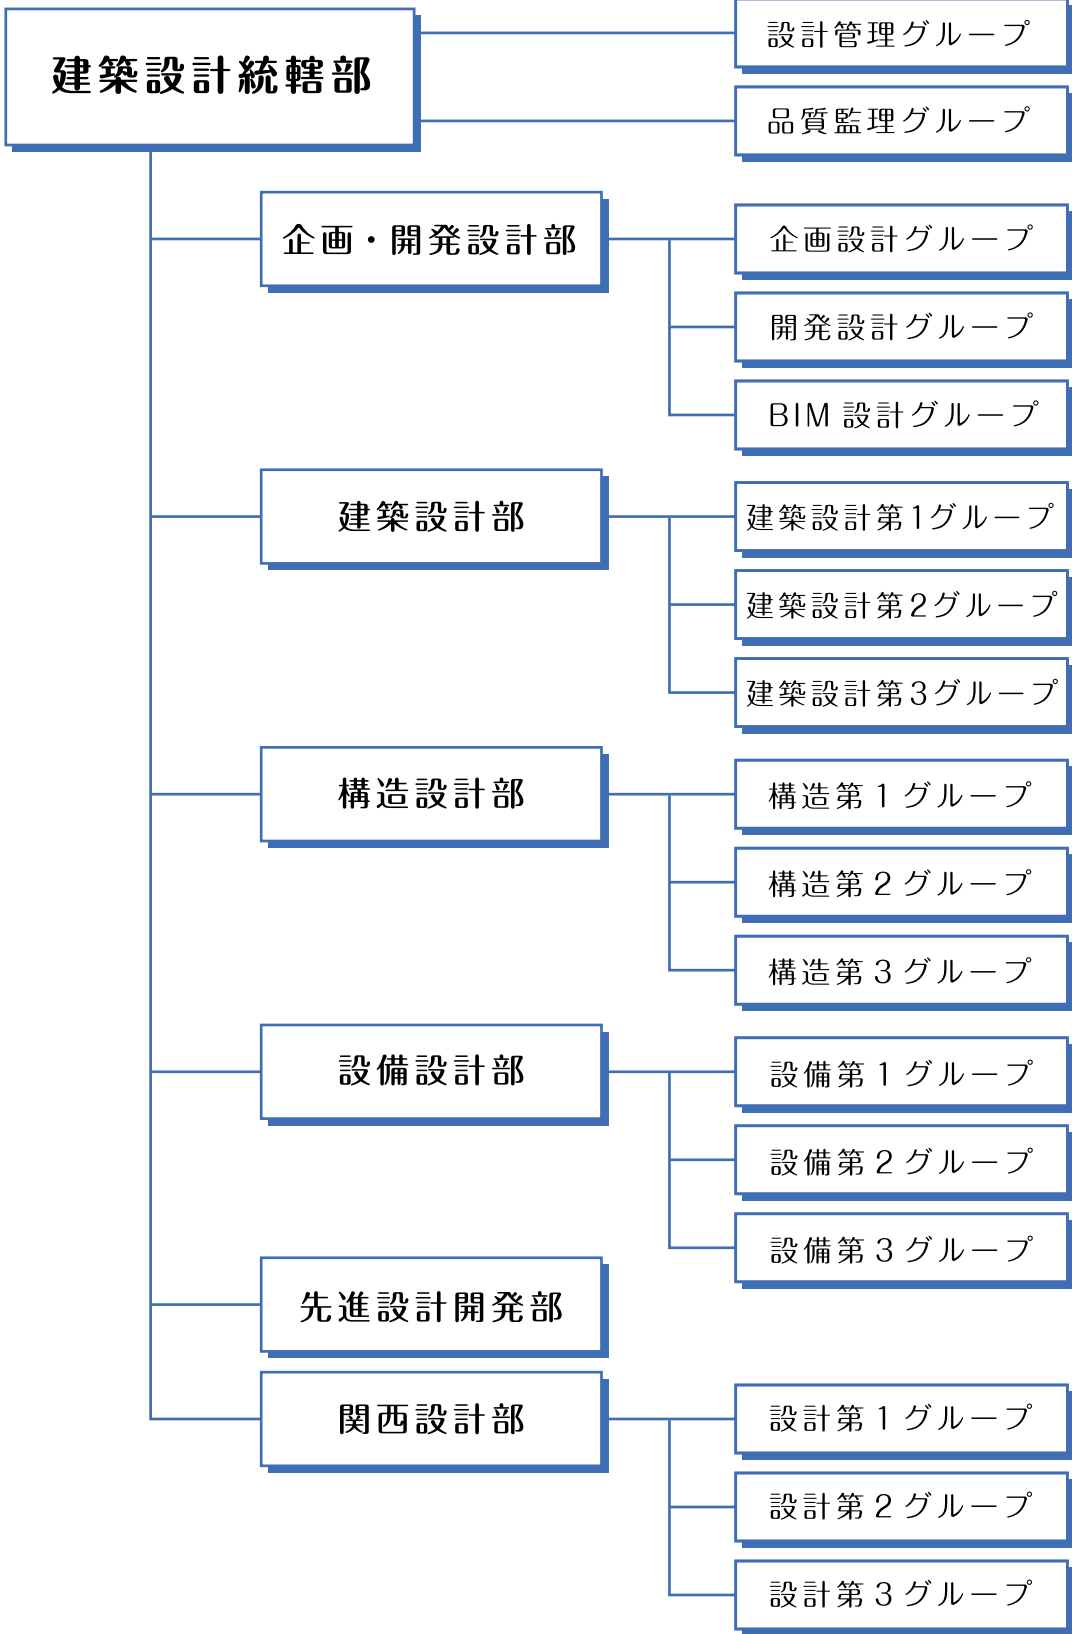 建築設計統轄部
設計管理グループ
品質監理グループ
企画・開発設計部
企画設計グループ
開発設計グループ
BIM 設計グループ
建築設計部
建築設計第1グループ
建築設計第2グループ
建築設計第3グループ
構造設計部
構造第1グループ
構造第2グループ
構造第3グループ
設備設計部
設備第1グループ
設備第2グループ
設備第3グループ
先進設計開発部
関西設計部
設計第1グループ
設計第2グループ
設計第3グループ